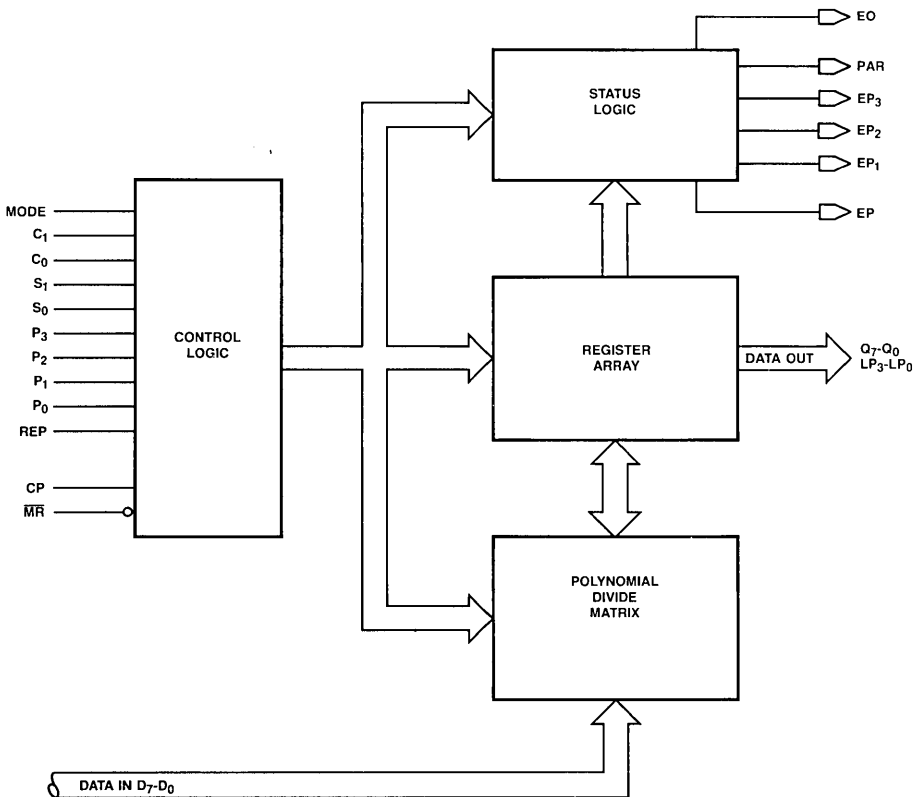 EO
PAR
EP3
EP2
EP1
EP
STATUS
LOGIC
MODE
C1
C0
S1
S0
P3
P2
P1
P0
REP
CP
MR
CONTROL
LOGIC
REGISTER
ARRAY
DATA OUT
Q7-Q0
LP3-LP0
POLYNOMIAL
DIVIDE
MATRIX
DATA IN D7-D0